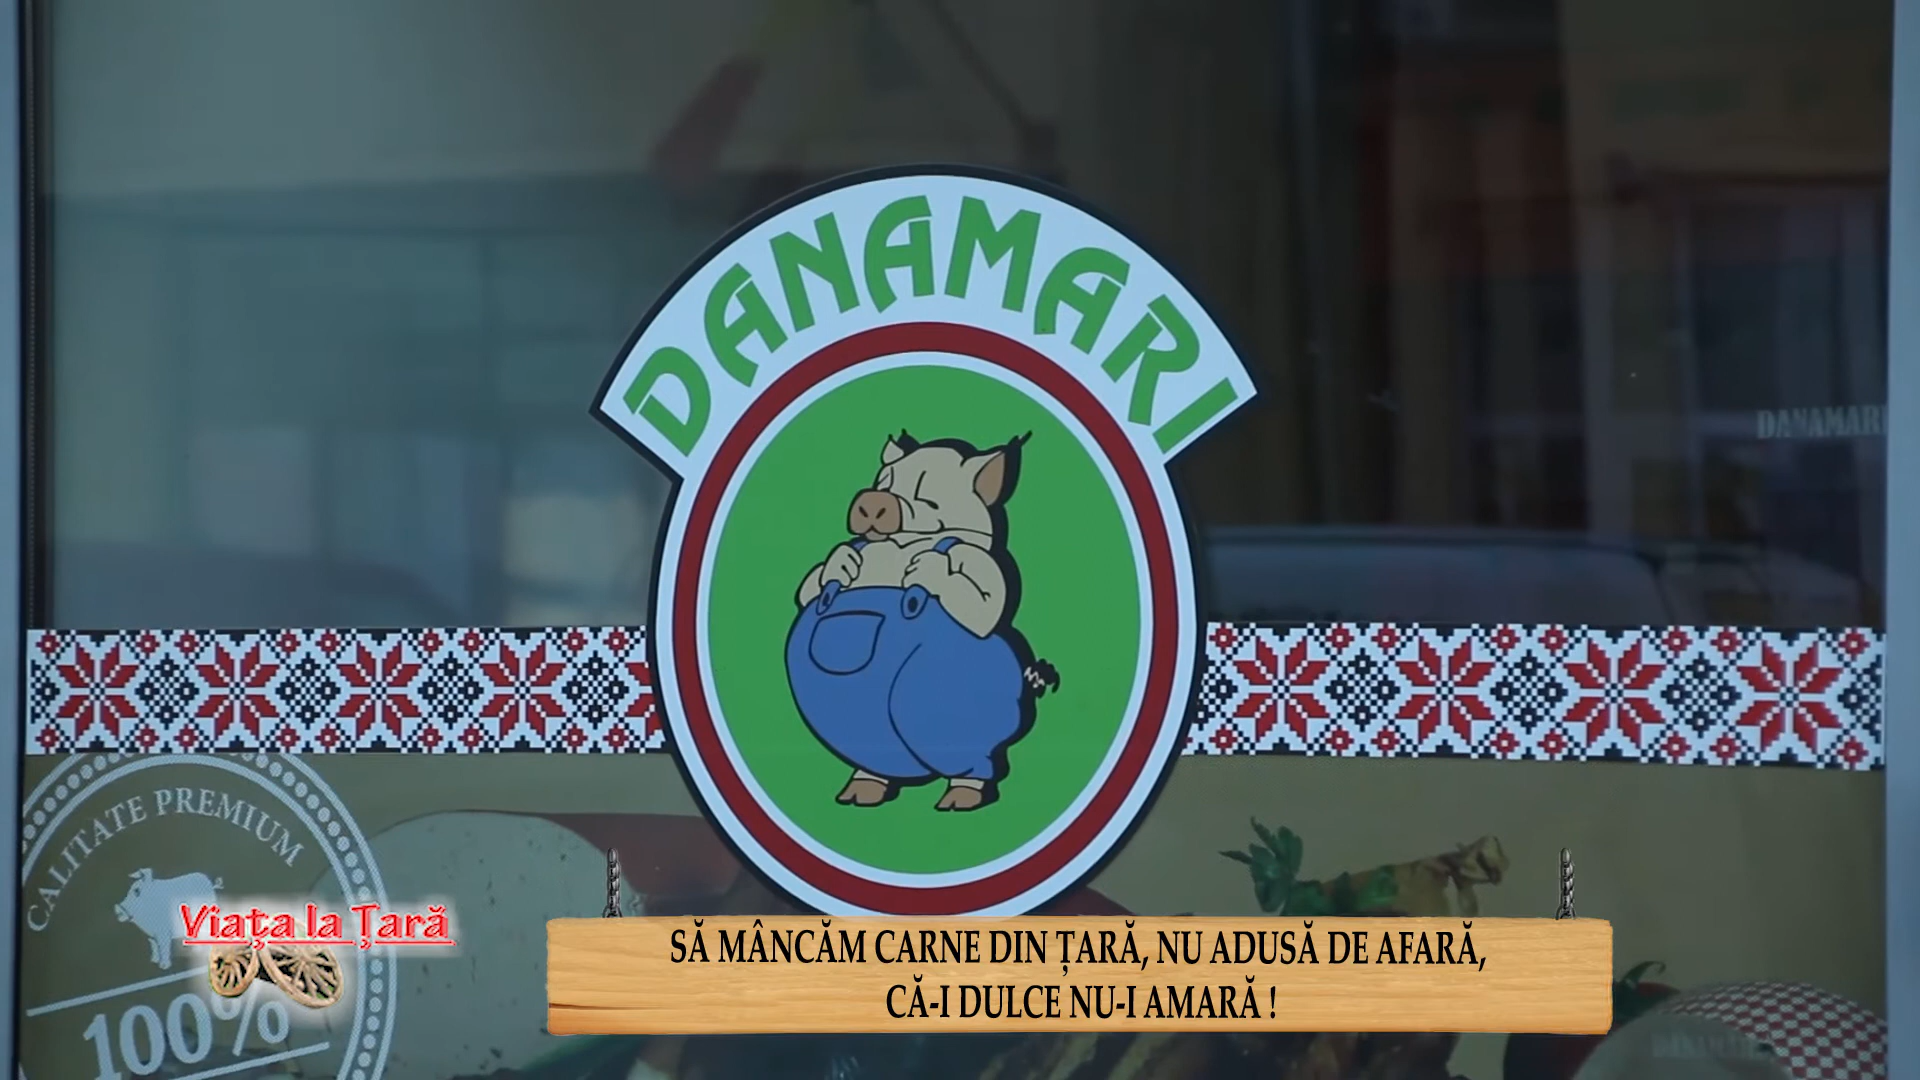 DANAMARI
DANAMARI
CALITATE PREMIUM
100%
Viața la Țară
SĂ MÂNCĂM CARNE DIN ȚARĂ, NU ADUSĂ DE AFARĂ,
CĂ-I DULCE NU-I AMARĂ !